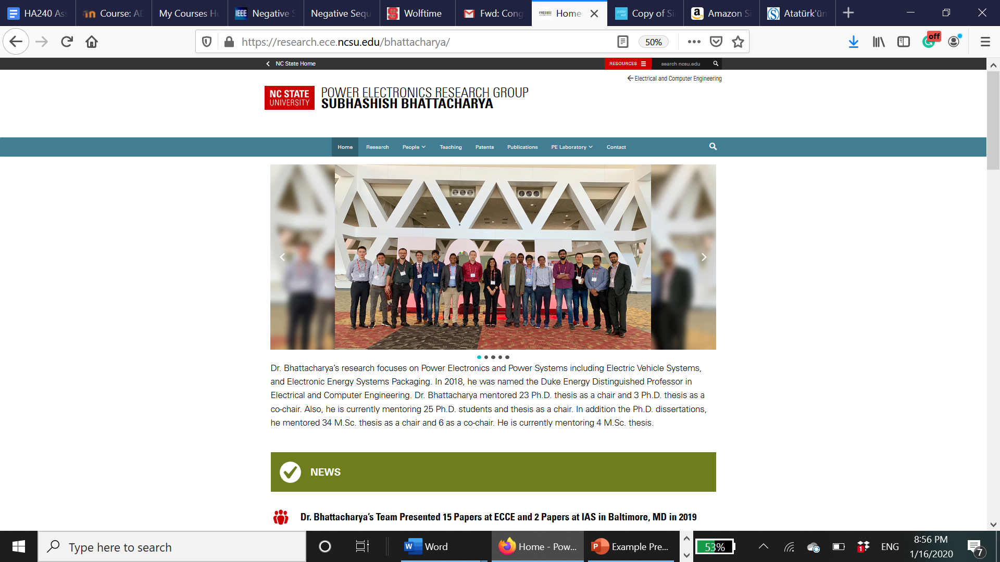 HA240 Ass
Course: AD
My Courses Ho
IEEE
Negative S
Negative Sequ
Wolftime
Fwd: Cong
FREEDM
Home
Copy of Si
Amazon Si
Atatürk'ün
https://research.ece.ncsu.edu/bhattacharya/
50%
off
NC State Home
RESOURCES
search ncsu.edu
Electrical and Computer Engineering
NC STATE
UNIVERSITY
POWER ELECTRONICS RESEARCH GROUP
SUBHASHISH BHATTACHARYA
Home
Research
People
Teaching
Patents
Publications
PE Laboratory
Contact
Dr. Bhattacharya's research focuses on Power Electronics and Power Systems including Electric Vehicle Systems,
and Electronic Energy Systems Packaging. In 2018, he was named the Duke Energy Distinguished Professor in
Electrical and Computer Engineering. Dr. Bhattacharya mentored 23 Ph.D. thesis as a chair and 3 Ph.D. thesis as a
co-chair. Also, he is currently mentoring 25 Ph.D. students and thesis as a chair. In addition the Ph.D. dissertations,
he mentored 34 M.Sc. thesis as a chair and 6 as a co-chair. He is currently mentoring 4 M.Sc. thesis.
NEWS
Dr. Bhattacharya's Team Presented 15 Papers at ECCE and 2 Papers at IAS in Baltimore, MD in 2019
Type here to search
Word
Home - Pow...
Example Pre...
53%
1
ENG
8:56 PM
1/16/2020
7